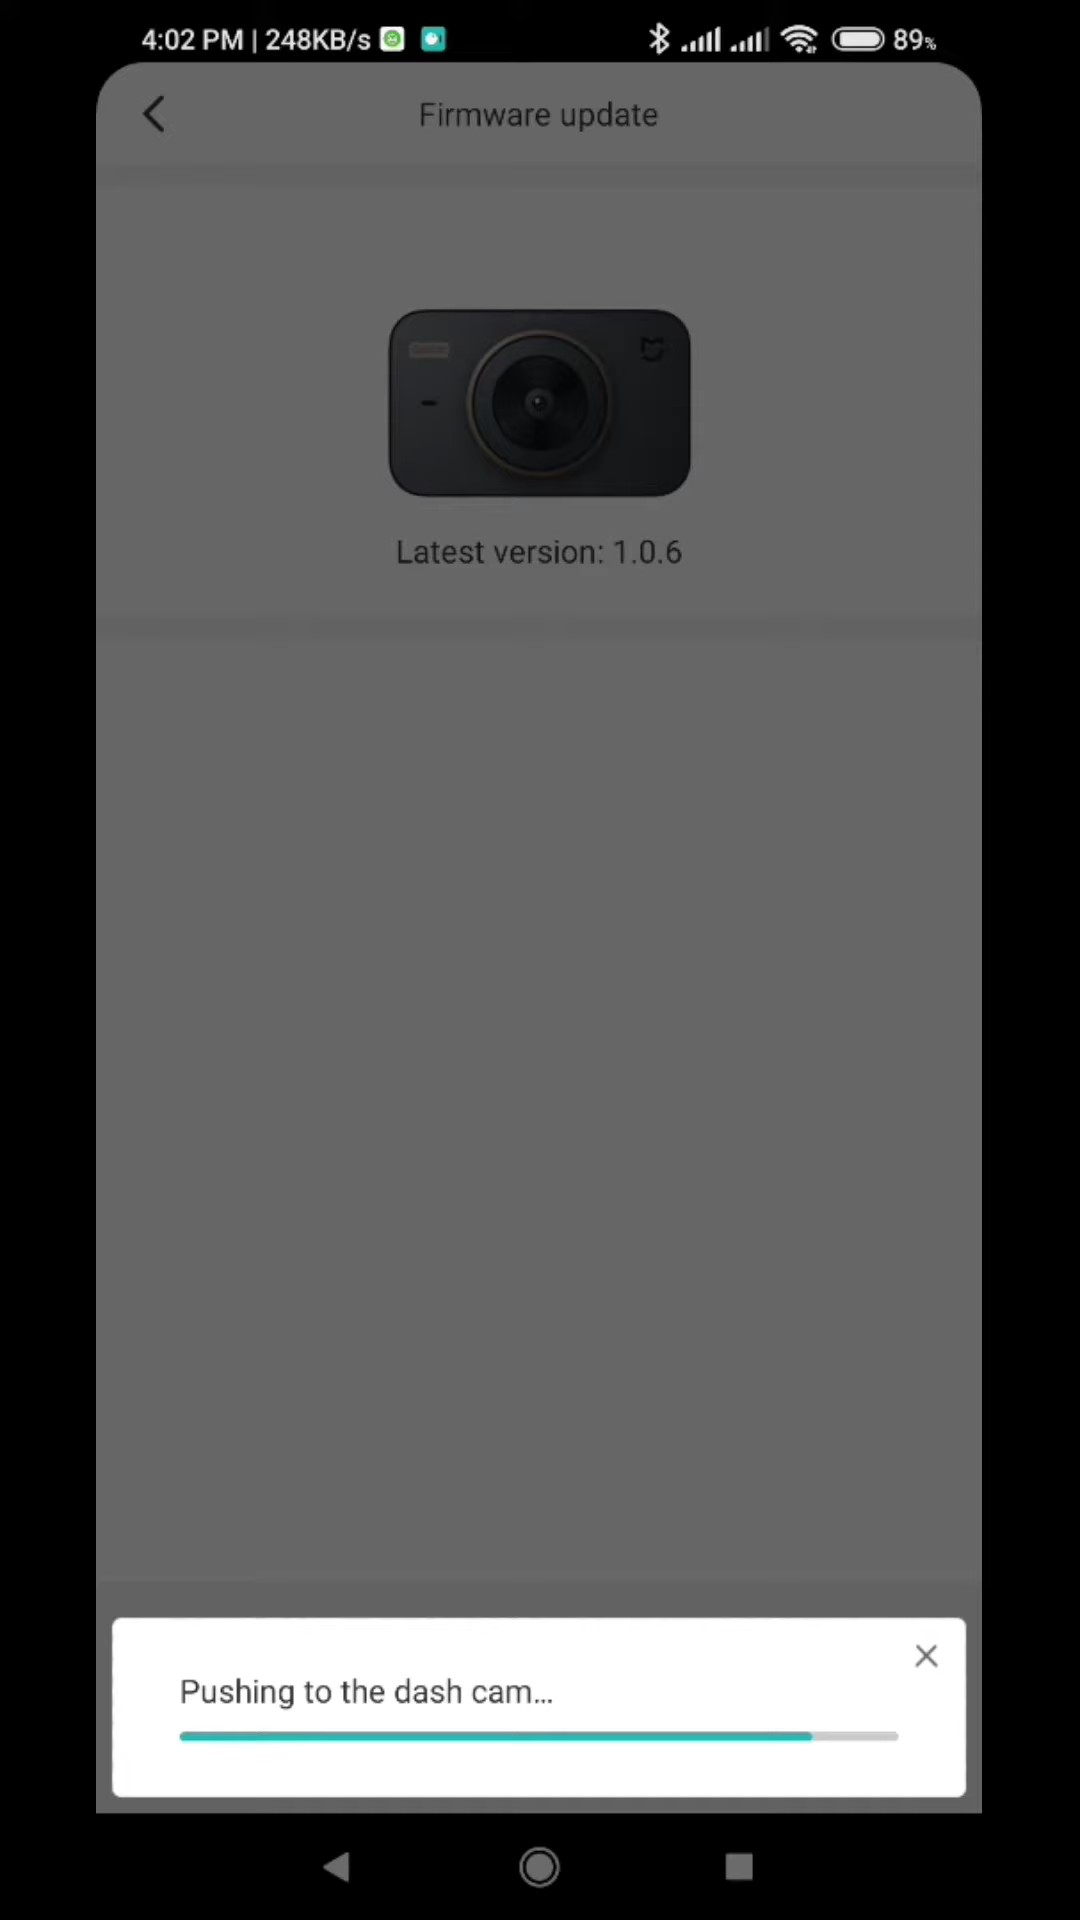 4:02 PM | 248KB/s 89%
Firmware update
Latest version: 1.0.6
Pushing to the dash cam...